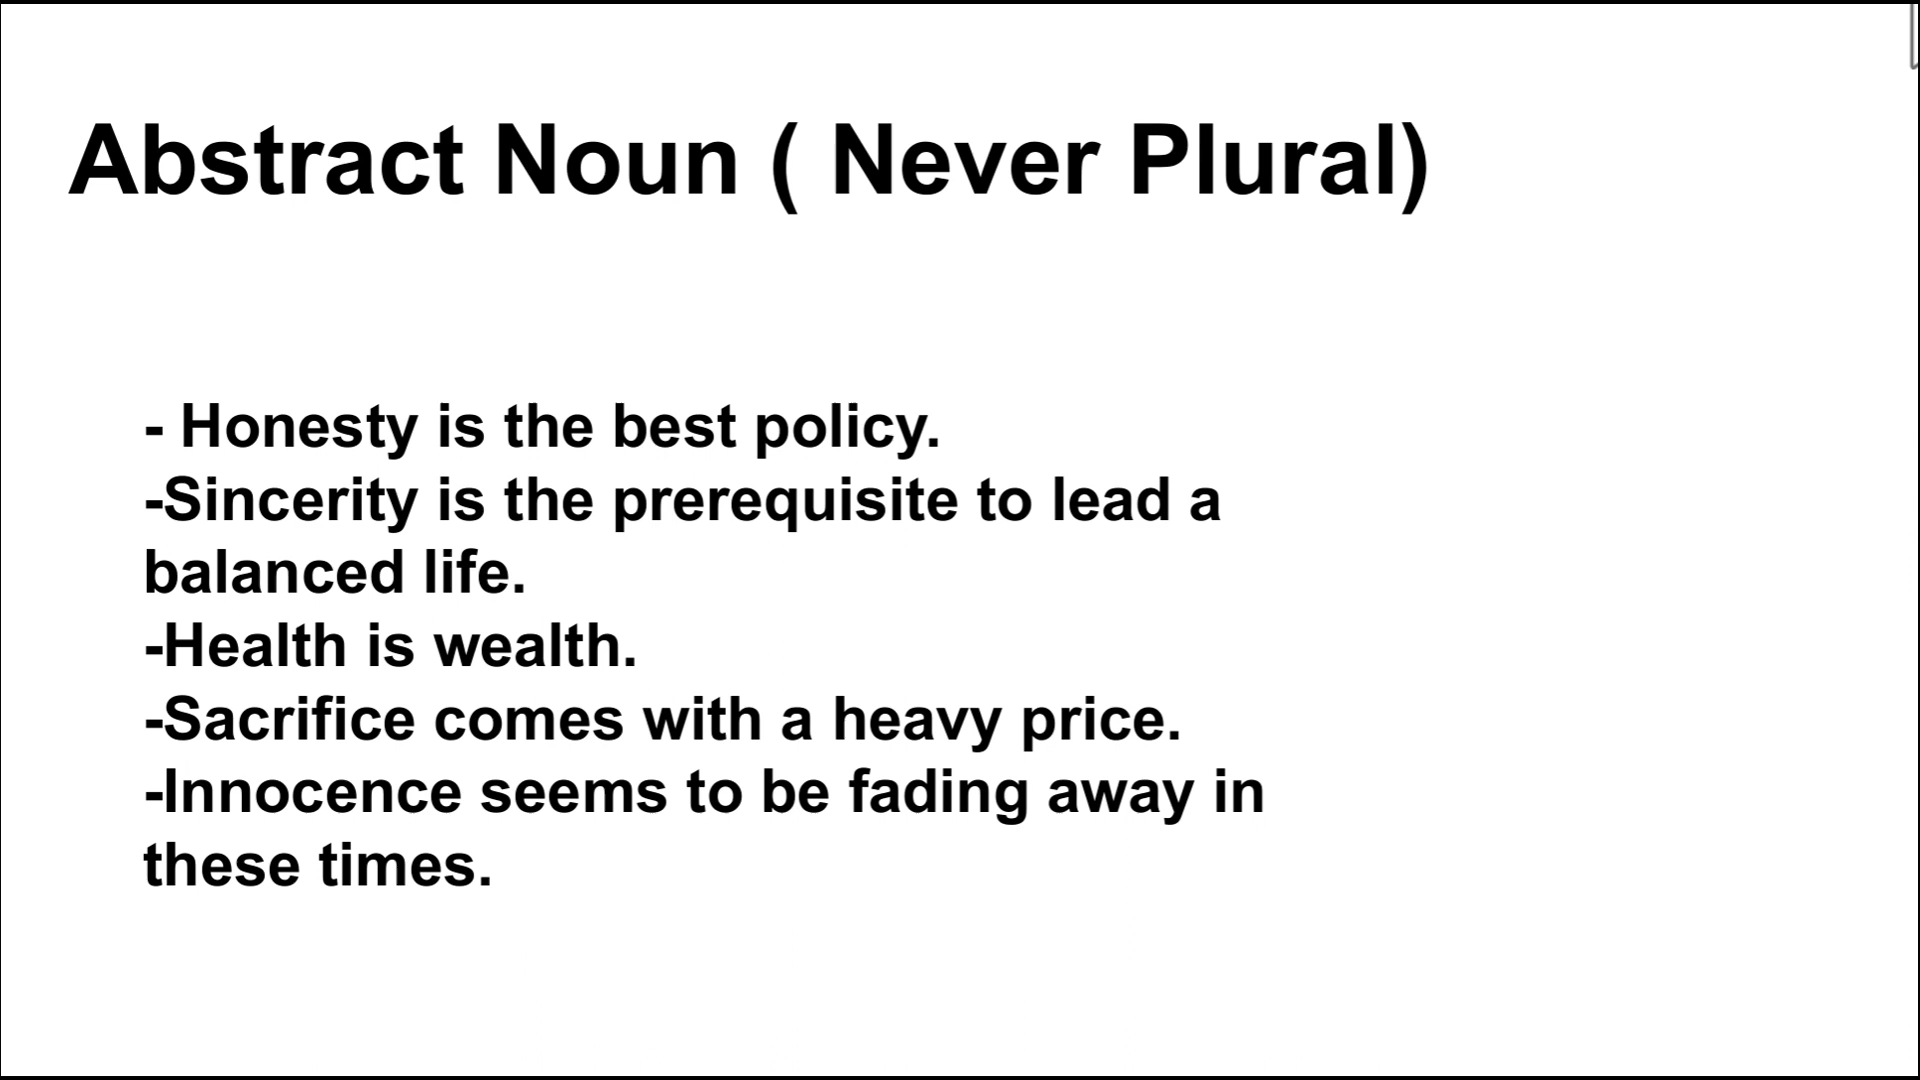 Abstract Noun ( Never Plural)
- Honesty is the best policy.
-Sincerity is the prerequisite to lead a
balanced life.
-Health is wealth.
-Sacrifice comes with a heavy price.
-Innocence seems to be fading away in
these times.